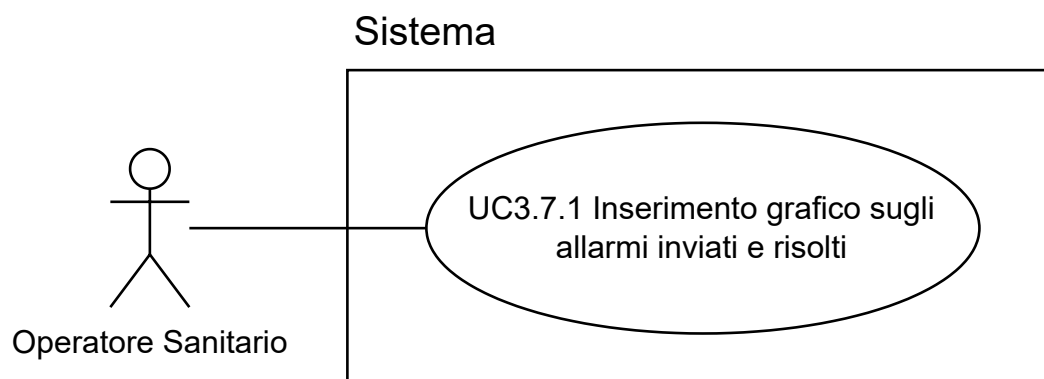 Sistema
UC3.7.1 Inserimento grafico sugli
allarmi inviati e risolti
Operatore Sanitario